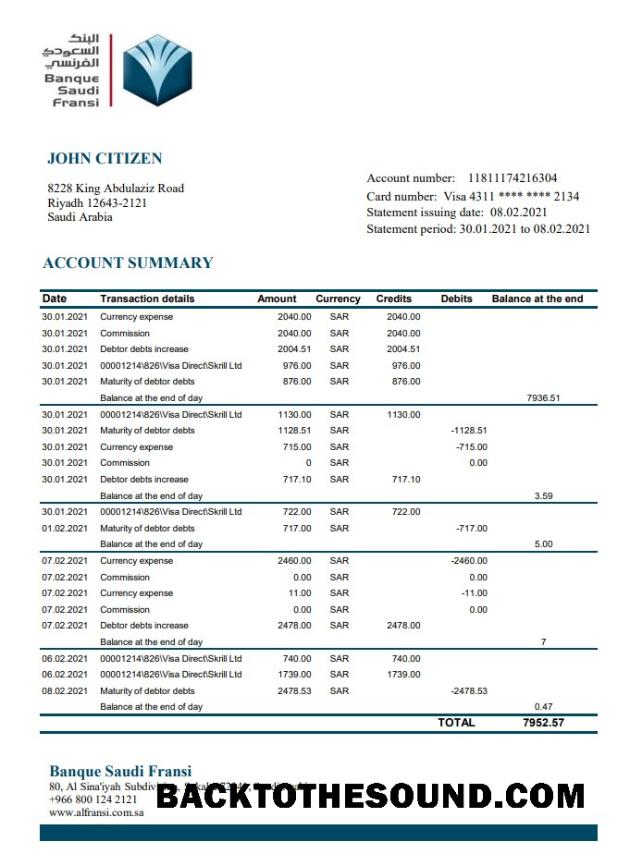 البنك
السعودي
الفرنسي
Banque
Saudi
Fransi
JOHN CITIZEN
8228 King Abdulaziz Road
Riyadh 12643-2121
Saudi Arabia
Account number: 11811174216304
Card number: Visa 4311 **** **** 2134
Statement issuing date: 08.02.2021
Statement period: 30.01.2021 to 08.02.2021
ACCOUNT SUMMARY
Date Transaction details Amount Currency Credits Debits Balance at the end
30.01.2021 Currency expense 2040.00 SAR 2040.00
30.01.2021 Commission 2040.00 SAR 2040.00
30.01.2021 Debtor debts increase 2004.51 SAR 2004.51
30.01.2021 00001214\826\Visa Direct\Skrill Ltd 976.00 SAR 976.00
30.01.2021 Maturity of debtor debts 876.00 SAR 876.00
Balance at the end of day 7936.51
30.01.2021 00001214\826\Visa Direct\Skrill Ltd 1130.00 SAR 1130.00
30.01.2021 Maturity of debtor debts 1128.51 SAR -1128.51
30.01.2021 Currency expense 715.00 SAR -715.00
30.01.2021 Commission 0 SAR 0.00
30.01.2021 Debtor debts increase 717.10 SAR 717.10
Balance at the end of day 3.59
30.01.2021 00001214\826\Visa Direct\Skrill Ltd 722.00 SAR 722.00
01.02.2021 Maturity of debtor debts 717.00 SAR -717.00
Balance at the end of day 5.00
07.02.2021 Currency expense 2460.00 SAR -2460.00
07.02.2021 Commission 0.00 SAR 0.00
07.02.2021 Currency expense 11.00 SAR -11.00
07.02.2021 Commission 0.00 SAR 0.00
07.02.2021 Debtor debts increase 2478.00 SAR 2478.00
Balance at the end of day 7
06.02.2021 00001214\826\Visa Direct\Skrill Ltd 740.00 SAR 740.00
06.02.2021 00001214\826\Visa Direct\Skrill Ltd 1739.00 SAR 1739.00
08.02.2021 Maturity of debtor debts 2478.53 SAR -2478.53
Balance at the end of day 0.47
TOTAL 7952.57
Banque Saudi Fransi
80, Al Sina'iyah
+966 800 124 2121
www.alfransi.com.sa
BACKTOTHESOUND.COM